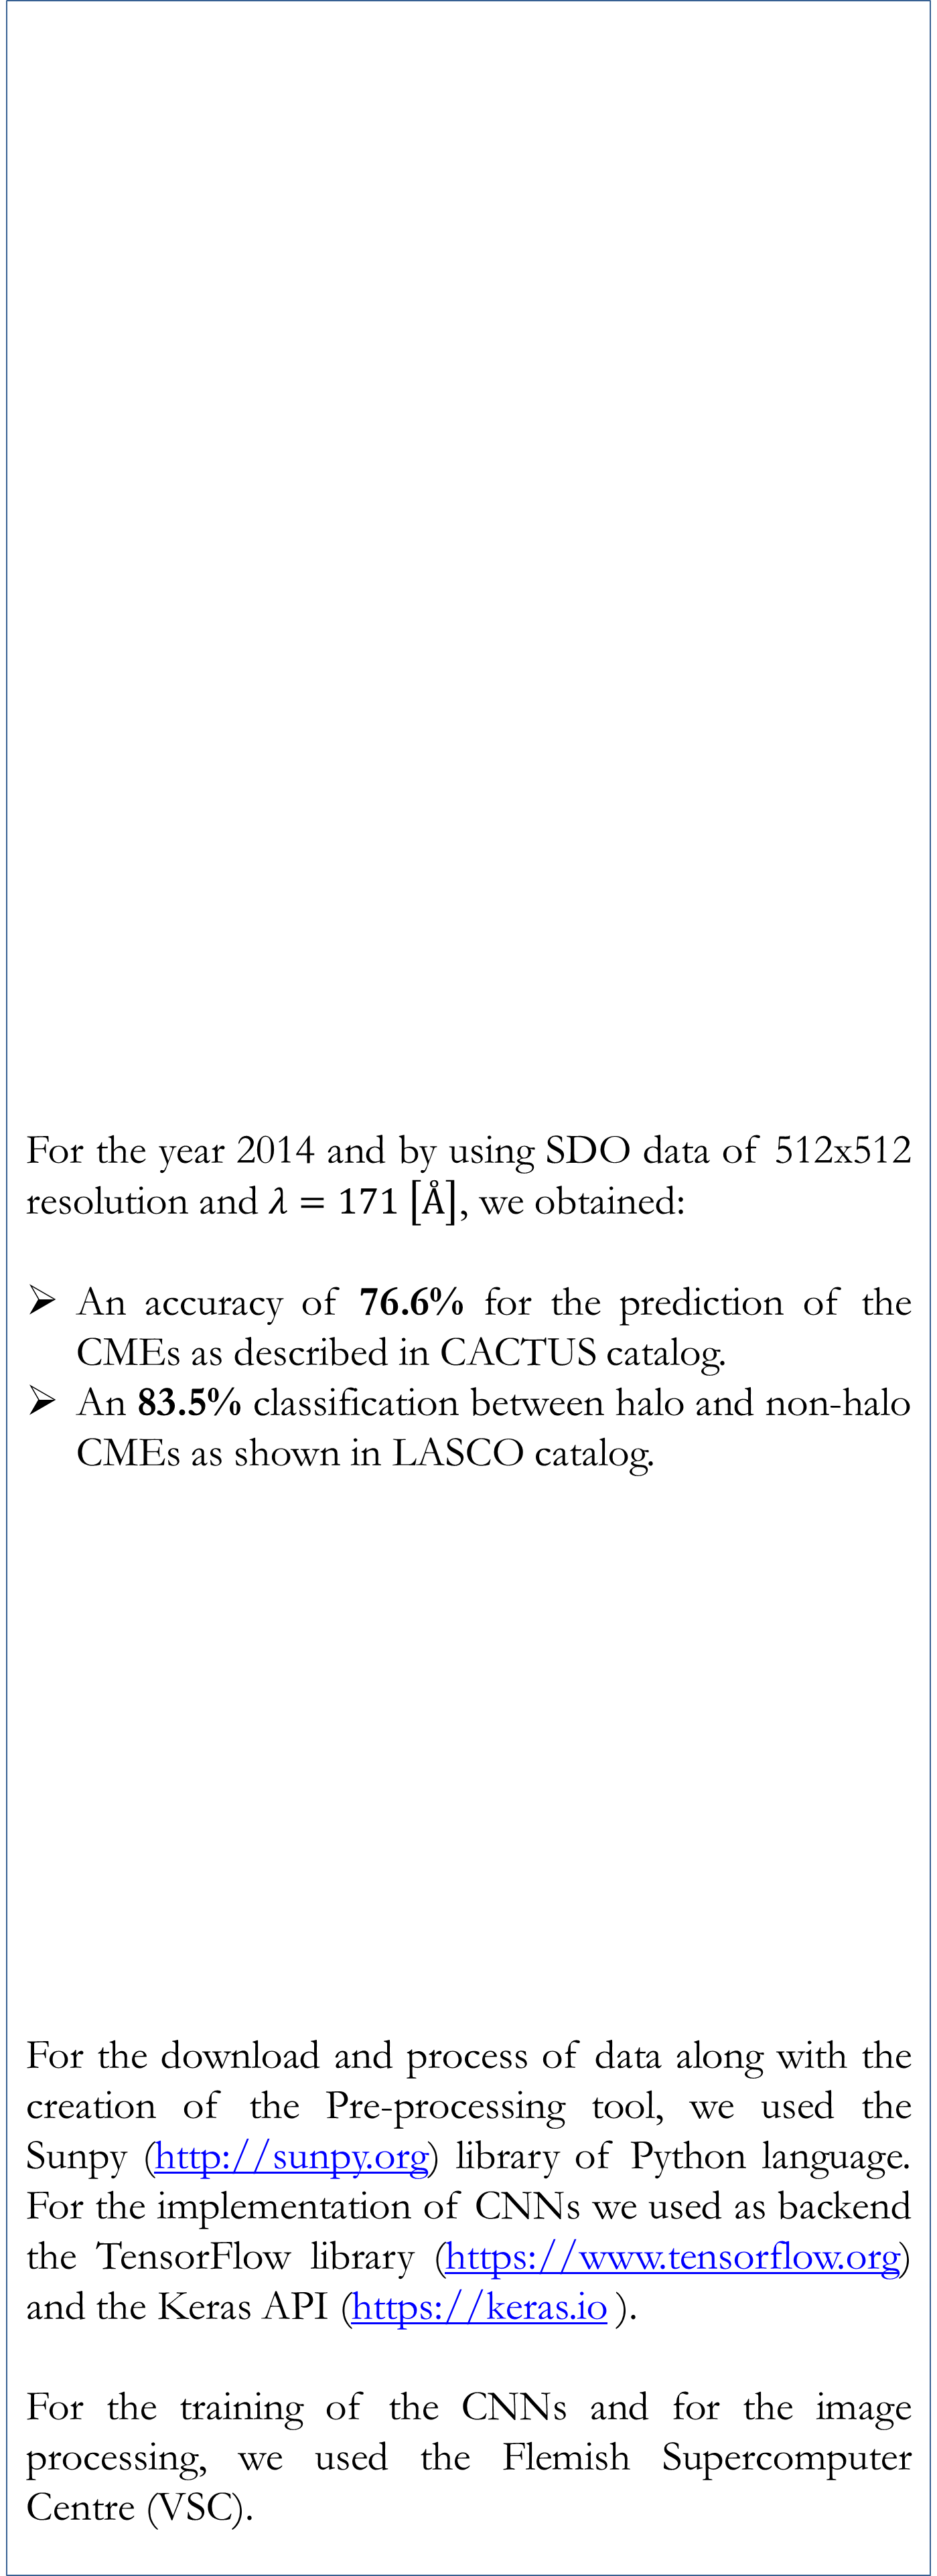 For the year 2014 and by using SDO data of 512x512
resolution and λ = 171 [Å], we obtained:
➢ An accuracy of 76.6% for the prediction of the
CMEs as described in CACTUS catalog.
➢ An 83.5% classification between halo and non-halo
CMEs as shown in LASCO catalog.
For the download and process of data along with the
creation of the Pre-processing tool, we used the
Sunpy (http://sunpy.org) library of Python language.
For the implementation of CNNs we used as backend
the TensorFlow library (https://www.tensorflow.org)
and the Keras API (https://keras.io ).
For the training of the CNNs and for the image
processing, we used the Flemish Supercomputer
Centre (VSC).